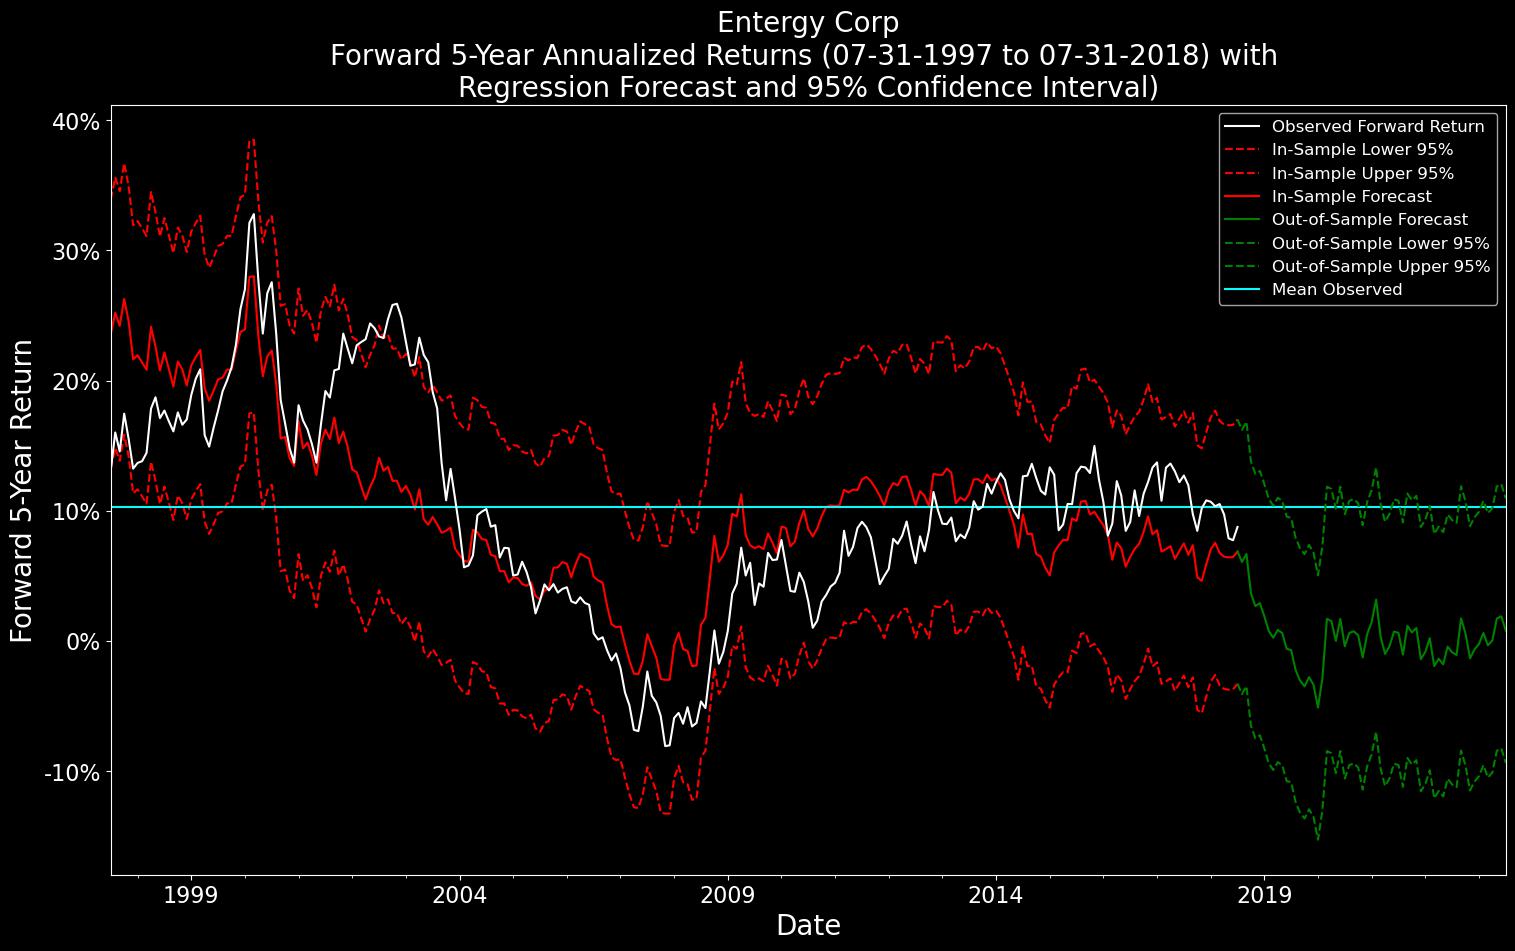 Entergy Corp
Forward 5-Year Annualized Returns (07-31-1997 to 07-31-2018) with
Regression Forecast and 95% Confidence Interval)
40%
30%
20%
10%
0%
-10%
Forward 5-Year Return
Observed Forward Return
In-Sample Lower 95%
In-Sample Upper 95%
In-Sample Forecast
Out-of-Sample Forecast
Out-of-Sample Lower 95%
Out-of-Sample Upper 95%
Mean Observed
1999
2004
2009
2014
2019
Date